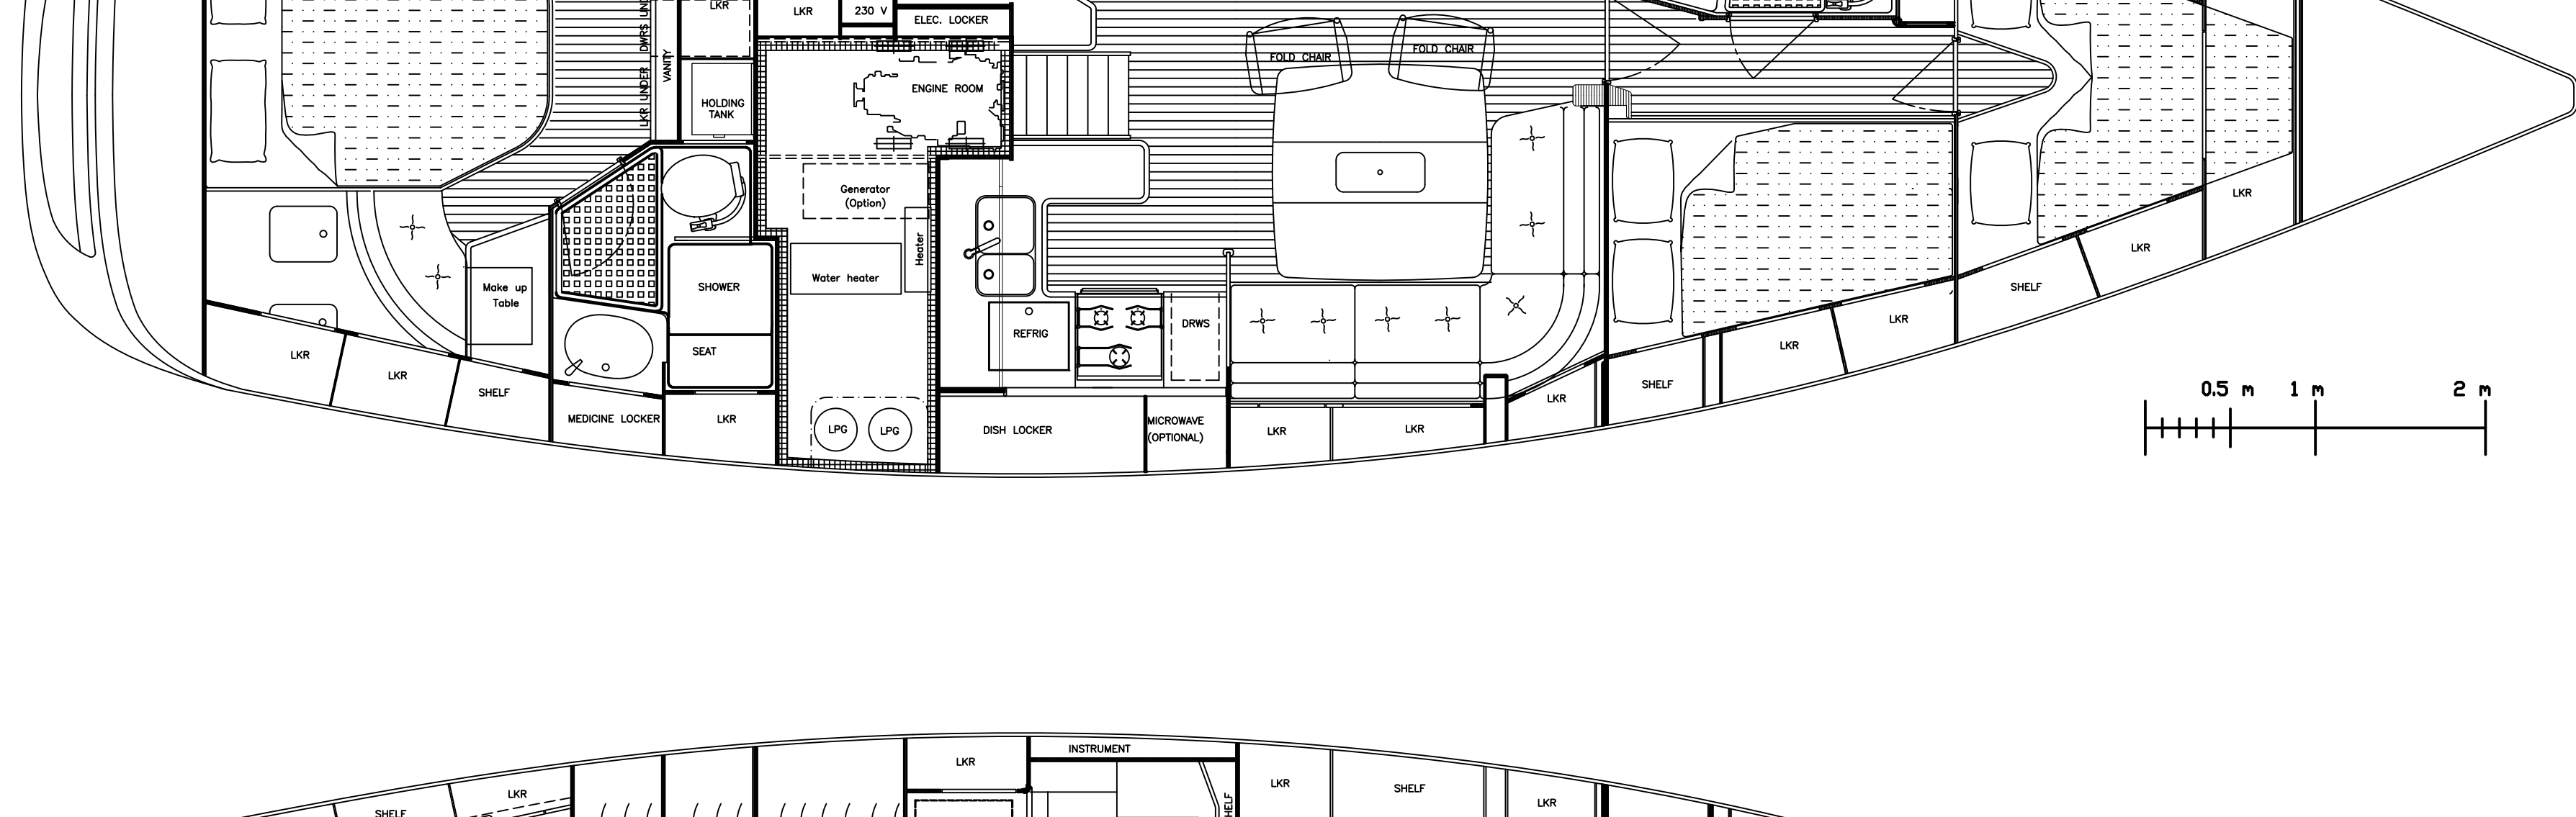 LKR
LKR
230 V
ELEC. LOCKER
FOLD CHAIR
FOLD CHAIR
LKR UNDER
VANITY
HOLDING
TANK
ENGINE ROOM
Generator
(Option)
Heater
Water heater
Make up
Table
SHOWER
SEAT
REFRIG
DRWS
LKR
LKR
SHELF
MEDICINE LOCKER
LKR
LPG
LPG
DISH LOCKER
MICROWAVE
(OPTIONAL)
LKR
LKR
LKR
SHELF
LKR
LKR
SHELF
LKR
LKR
0.5 m
1 m
2 m
INSTRUMENT
LKR
LKR
SHELF
LKR
LKR
SHELF